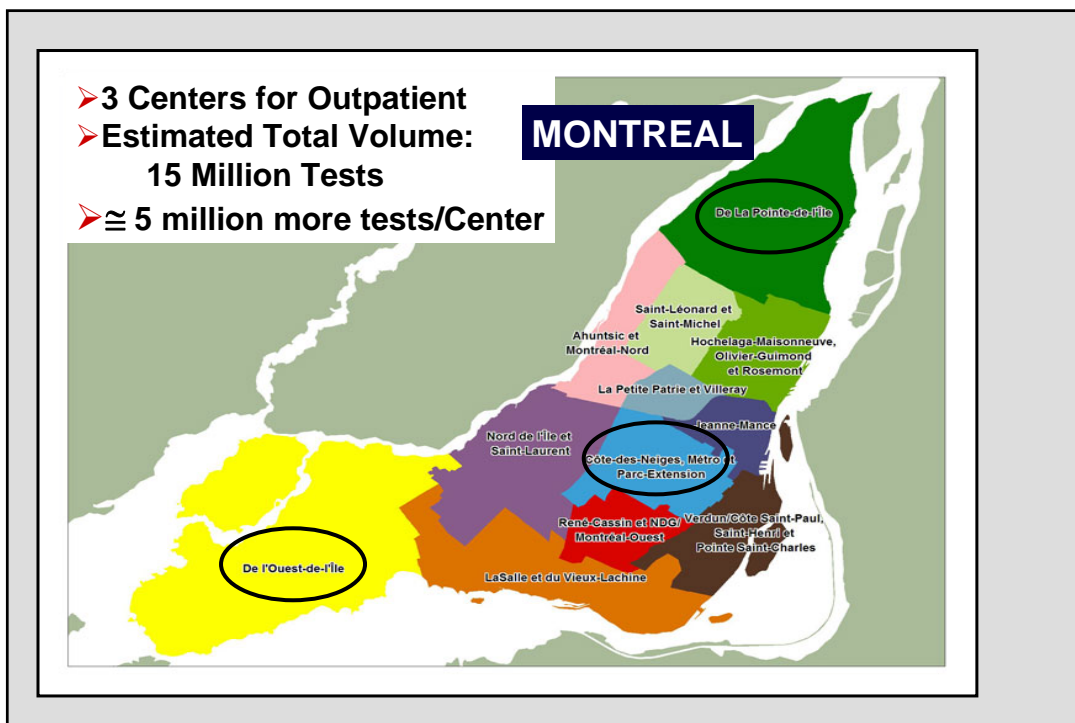 ➢3 Centers for Outpatient
➢Estimated Total Volume:
15 Million Tests
➢≅ 5 million more tests/Center
MONTREAL
De La Pointe-de-l'Île
Saint-Léonard et
Saint-Michel
Ahuntsic et
Montréal-Nord
Hochelaga-Maisonneuve,
Olivier-Guimond
et Rosemont
La Petite Patrie et Villeray
Jeanne-Mance
Nord de l'Île et
Saint-Laurent
Côte-des-Neiges, Métro et
Parc-Extension
René-Cassin et NDG/
Montréal-Ouest
Verdun/Côte Saint-Paul,
Saint-Henri et
Pointe Saint-Charles
De l'Ouest-de-l'Île
LaSalle et du Vieux-Lachine